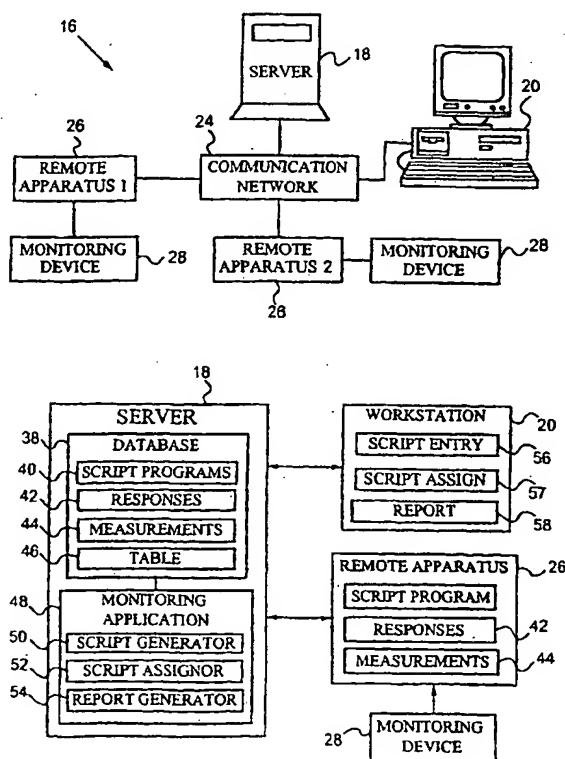 16
SERVER
18
20
24
26
REMOTE APPARATUS 1
COMMUNICATION NETWORK
MONITORING DEVICE
28
REMOTE APPARATUS 2
MONITORING DEVICE
28
26
18
SERVER
38
DATABASE
40
SCRIPT PROGRAMS
42
RESPONSES
44
MEASUREMENTS
46
TABLE
48
MONITORING APPLICATION
50
SCRIPT GENERATOR
52
SCRIPT ASSIGNOR
54
REPORT GENERATOR
WORKSTATION
20
SCRIPT ENTRY
56
SCRIPT ASSIGN
57
REPORT
58
REMOTE APPARATUS
26
SCRIPT PROGRAM
RESPONSES
42
MEASUREMENTS
44
28
MONITORING DEVICE